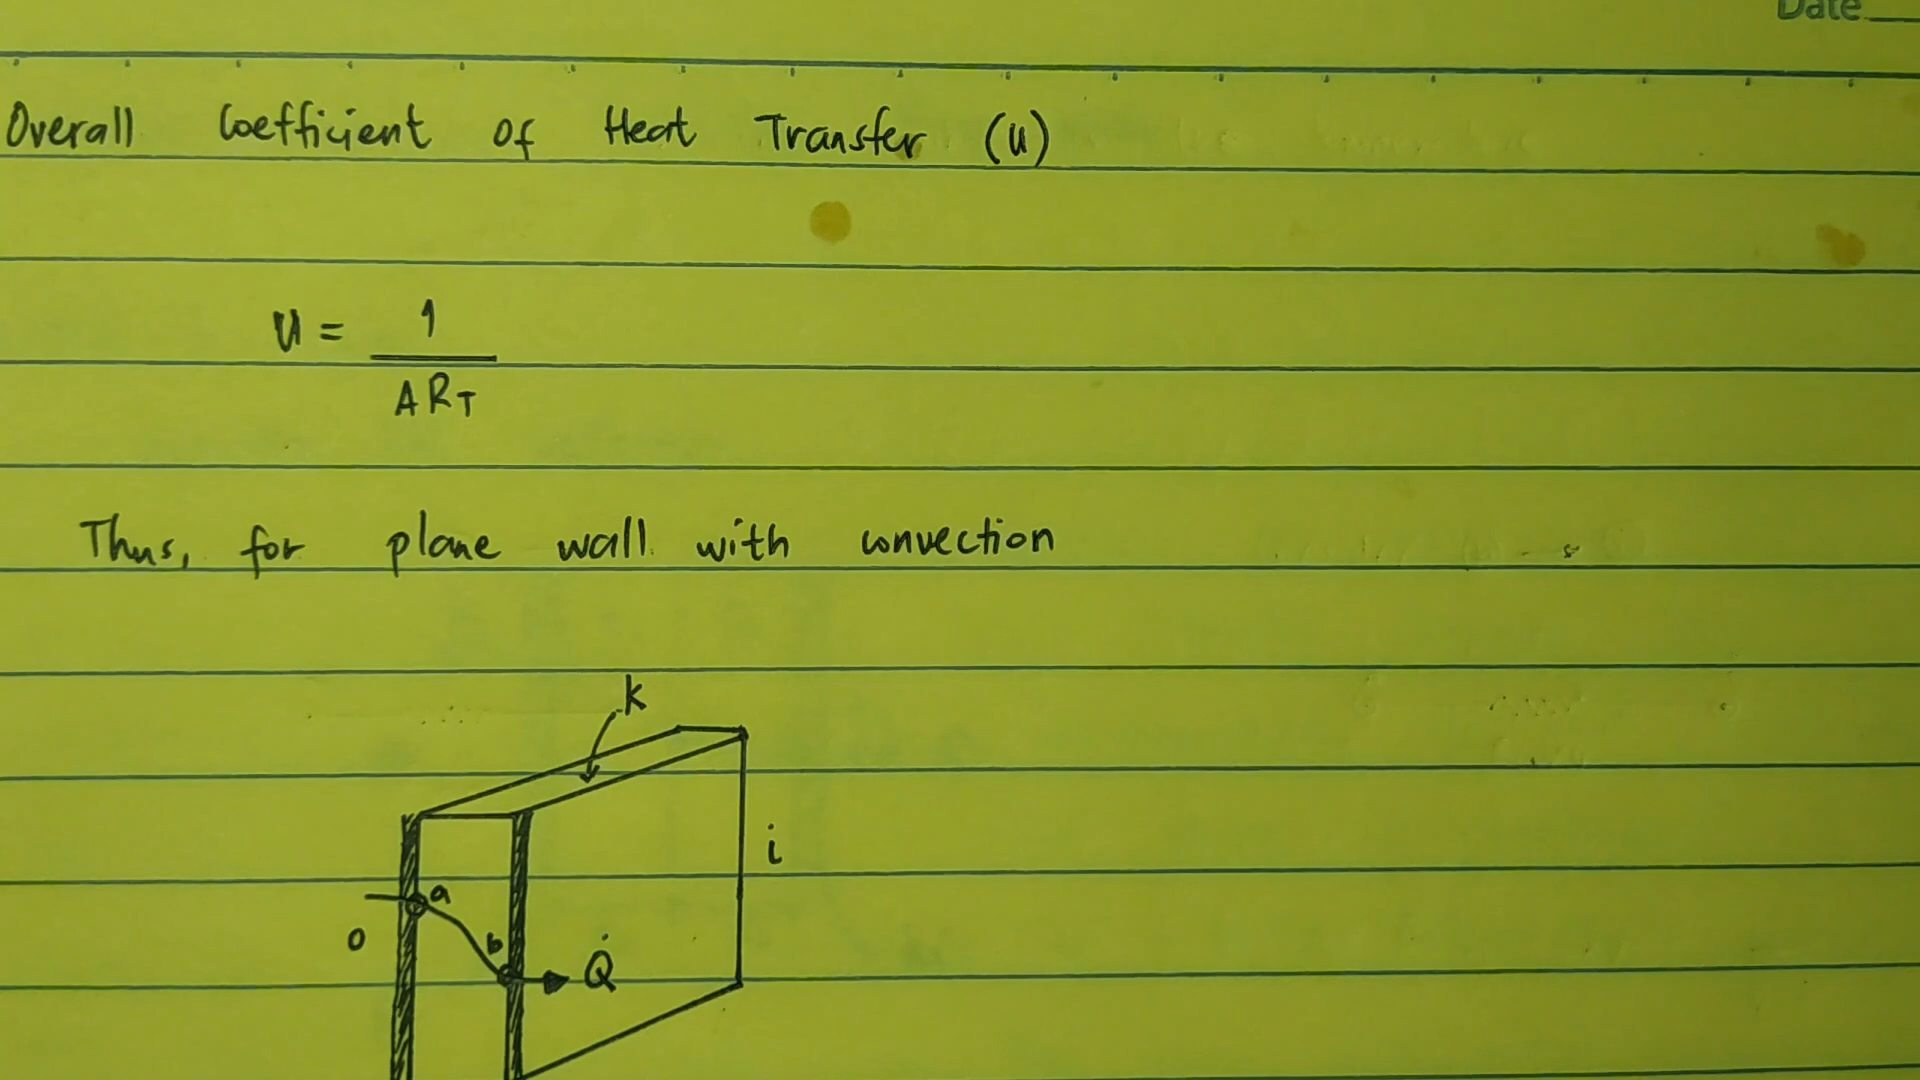 Date
Overall Coefficient of Heat Transfer (U)
U = 1
ART
Thus, for plane wall with convection
k
i
a
o
b
Q̇